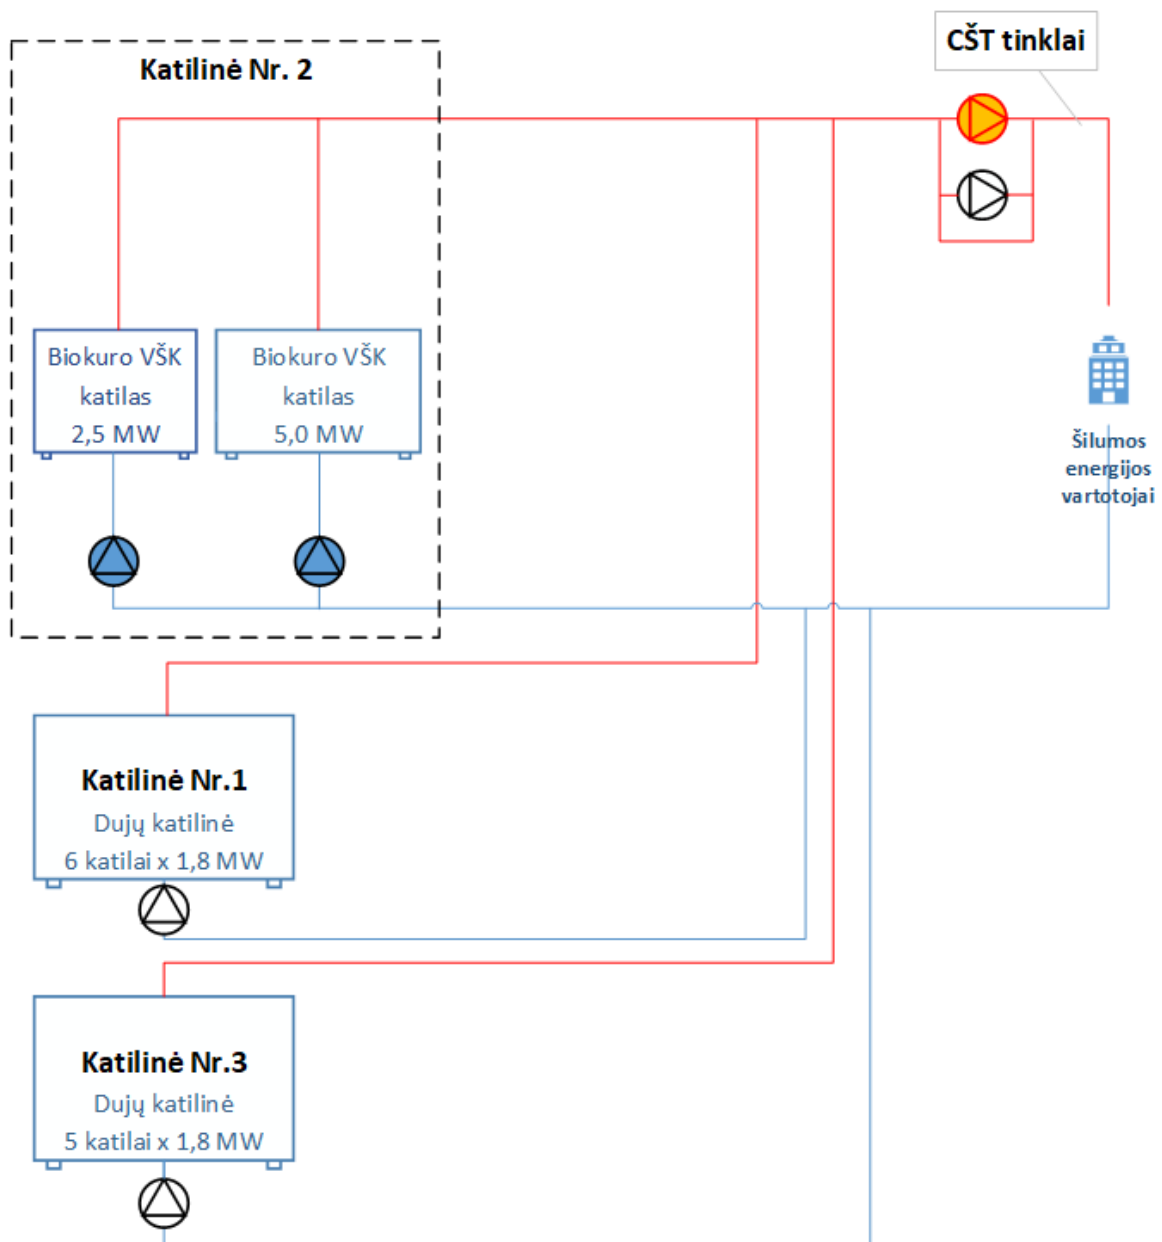 CŠT tinklai
Katilinė Nr. 2
Biokuro VŠK
katilas
2,5 MW
Biokuro VŠK
katilas
5,0 MW
Šilumos
energijos
vartotojai
Katilinė Nr.1
Dujų katilinė
6 katilai x 1,8 MW
Katilinė Nr.3
Dujų katilinė
5 katilai x 1,8 MW